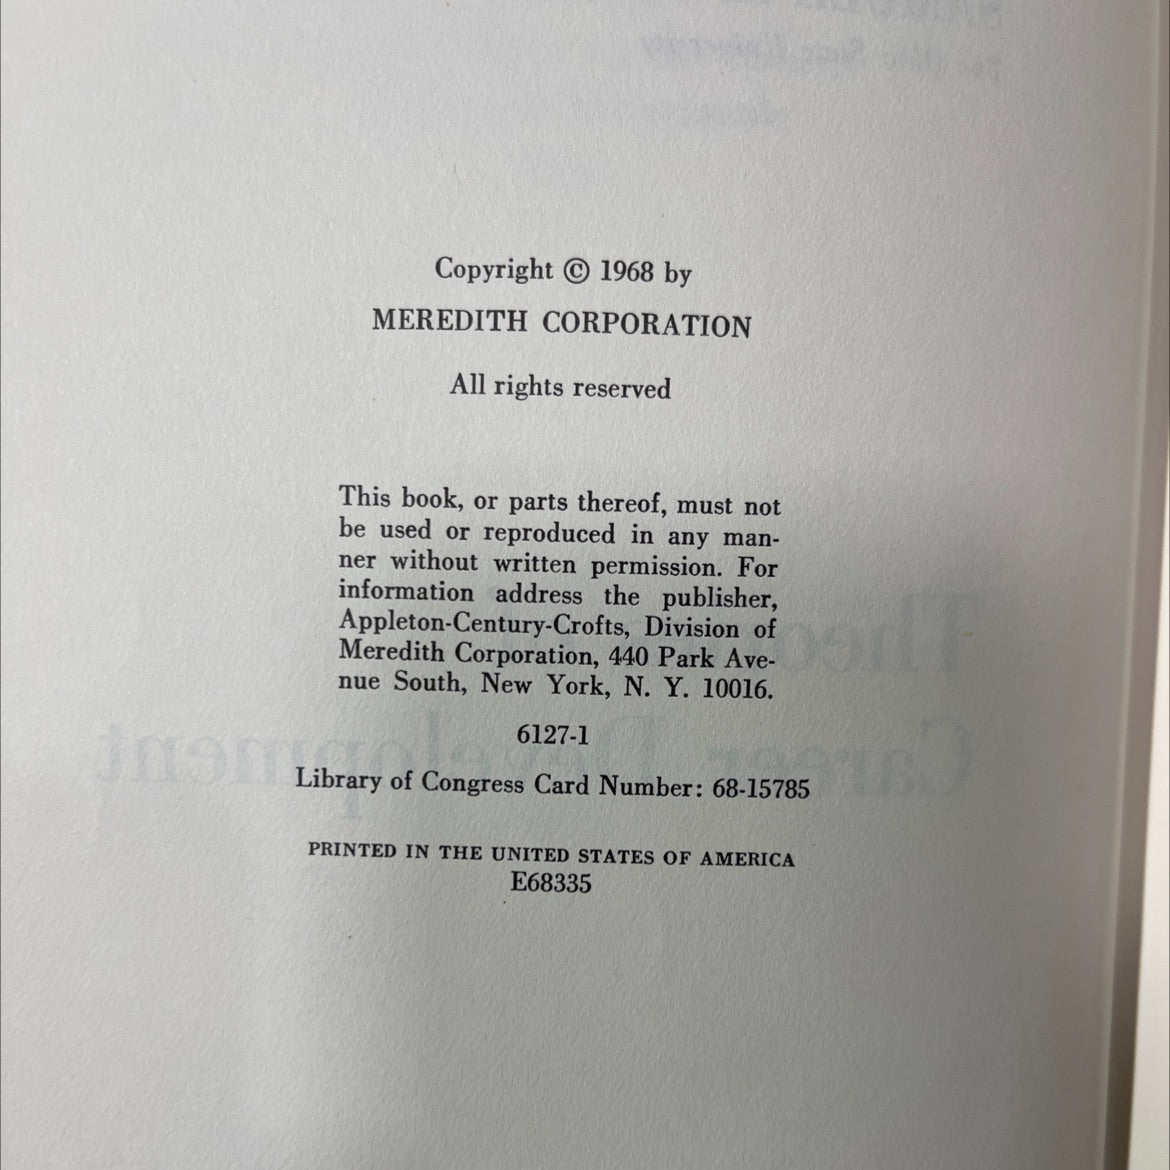 Copyright © 1968 by
MEREDITH CORPORATION
All rights reserved
This book, or parts thereof, must not
be used or reproduced in any man-
ner without written permission. For
information address the publisher,
Appleton-Century-Crofts, Division of
Meredith Corporation, 440 Park Ave-
nue South, New York, N. Y. 10016.
6127-1
Library of Congress Card Number: 68-15785
PRINTED IN THE UNITED STATES OF AMERICA
E68335
Career Development